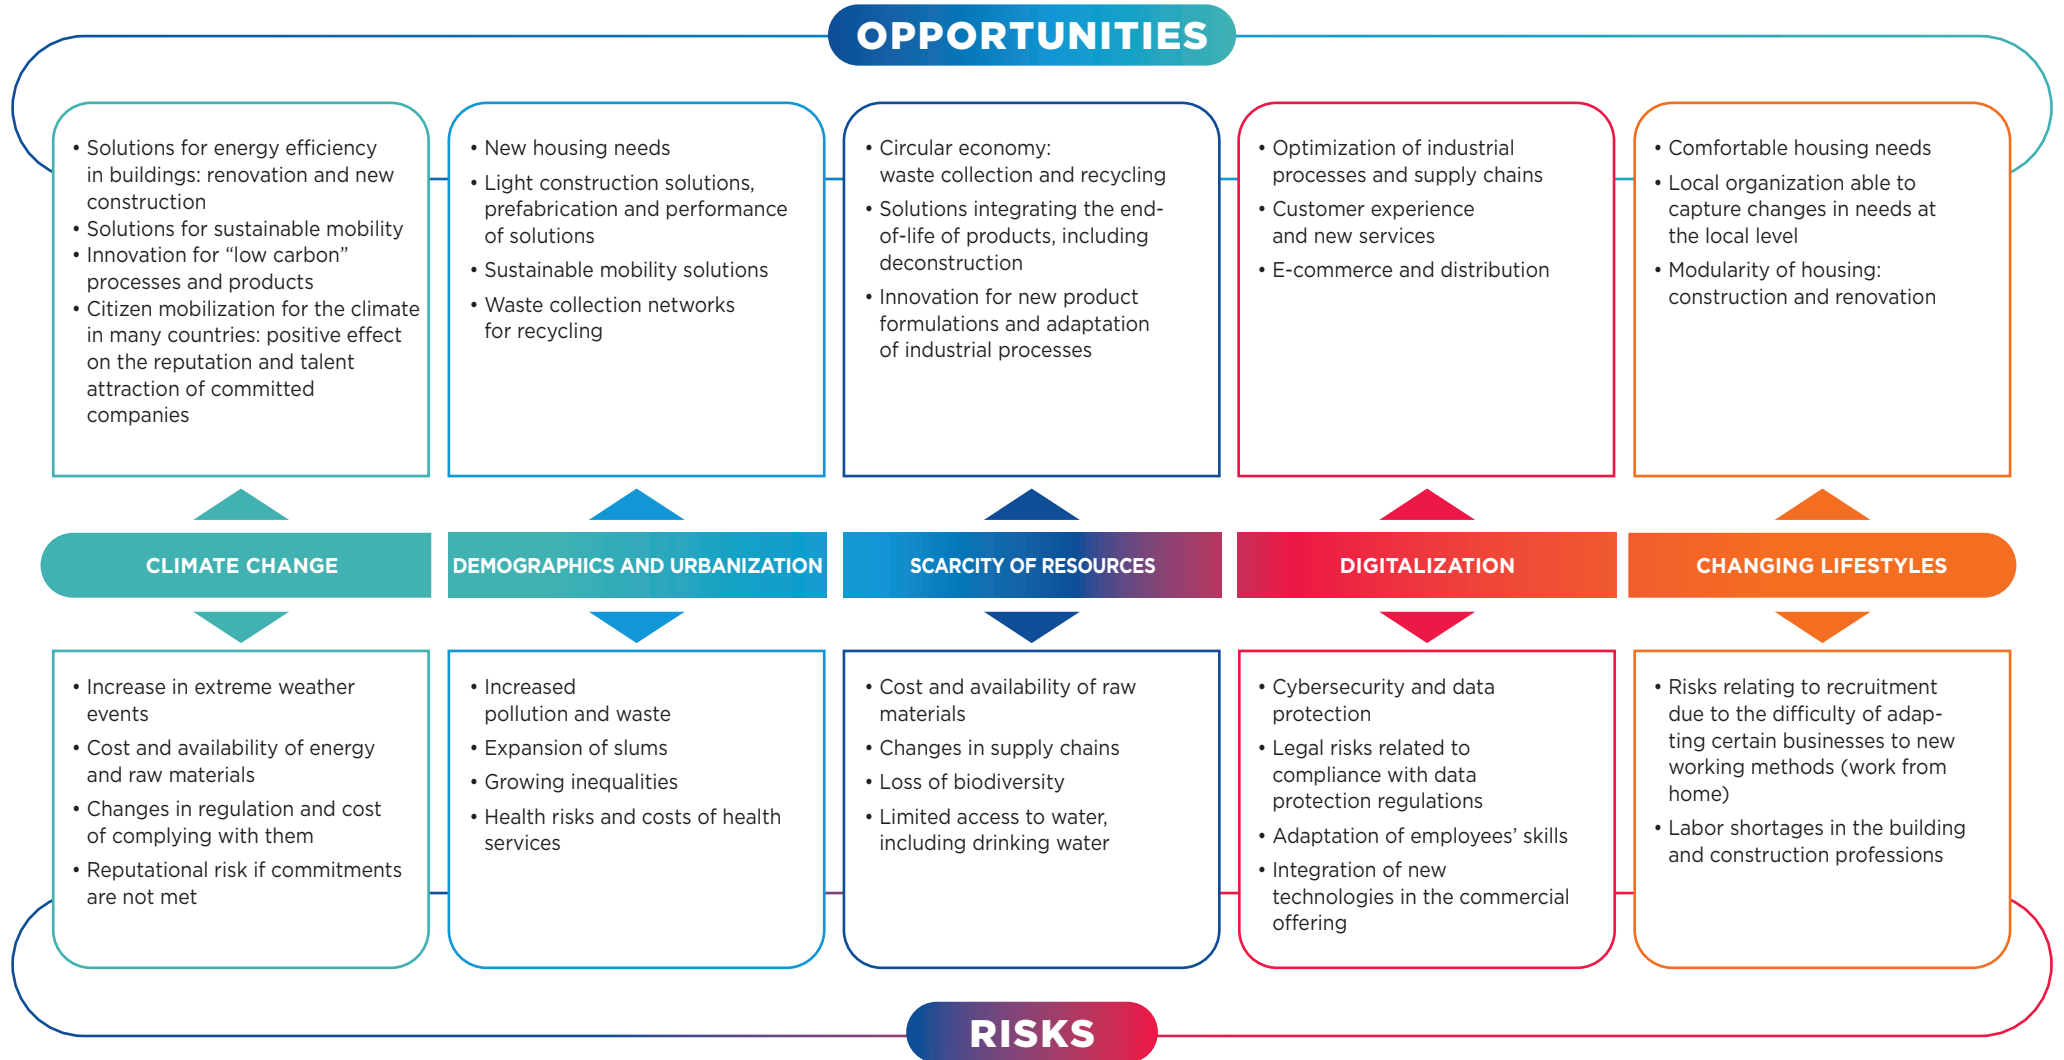 OPPORTUNITIES
• Solutions for energy efficiency
in buildings: renovation and new
construction
• Solutions for sustainable mobility
• Innovation for “low carbon”
processes and products
• Citizen mobilization for the climate
in many countries: positive effect
on the reputation and talent
attraction of committed
companies
• New housing needs
• Light construction solutions,
prefabrication and performance
of solutions
• Sustainable mobility solutions
• Waste collection networks
for recycling
• Circular economy:
waste collection and recycling
• Solutions integrating the end-
of-life of products, including
deconstruction
• Innovation for new product
formulations and adaptation
of industrial processes
• Optimization of industrial
processes and supply chains
• Customer experience
and new services
• E-commerce and distribution
• Comfortable housing needs
• Local organization able to
capture changes in needs at
the local level
• Modularity of housing:
construction and renovation
CLIMATE CHANGE
DEMOGRAPHICS AND URBANIZATION
SCARCITY OF RESOURCES
DIGITALIZATION
CHANGING LIFESTYLES
• Increase in extreme weather
events
• Cost and availability of energy
and raw materials
• Changes in regulation and cost
of complying with them
• Reputational risk if commitments
are not met
• Increased
pollution and waste
• Expansion of slums
• Growing inequalities
• Health risks and costs of health
services
• Cost and availability of raw
materials
• Changes in supply chains
• Loss of biodiversity
• Limited access to water,
including drinking water
• Cybersecurity and data
protection
• Legal risks related to
compliance with data
protection regulations
• Adaptation of employees’ skills
• Integration of new
technologies in the commercial
offering
• Risks relating to recruitment
due to the difficulty of adap-
ting certain businesses to new
working methods (work from
home)
• Labor shortages in the building
and construction professions
RISKS